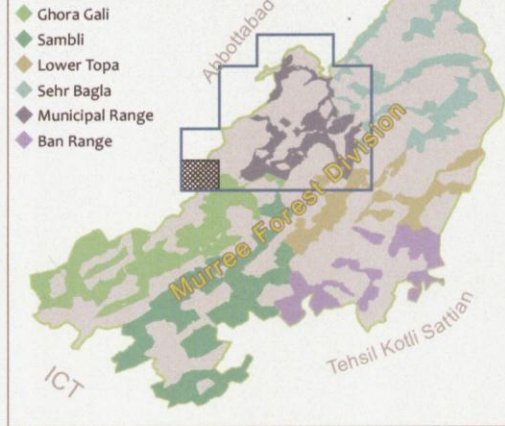 Ghora Gali
Sambli
Lower Topa
Sehr Bagla
Municipal Range
Ban Range
Abbottabad
Murree Forest Division
Tehsil Kotli Sattian
ICT